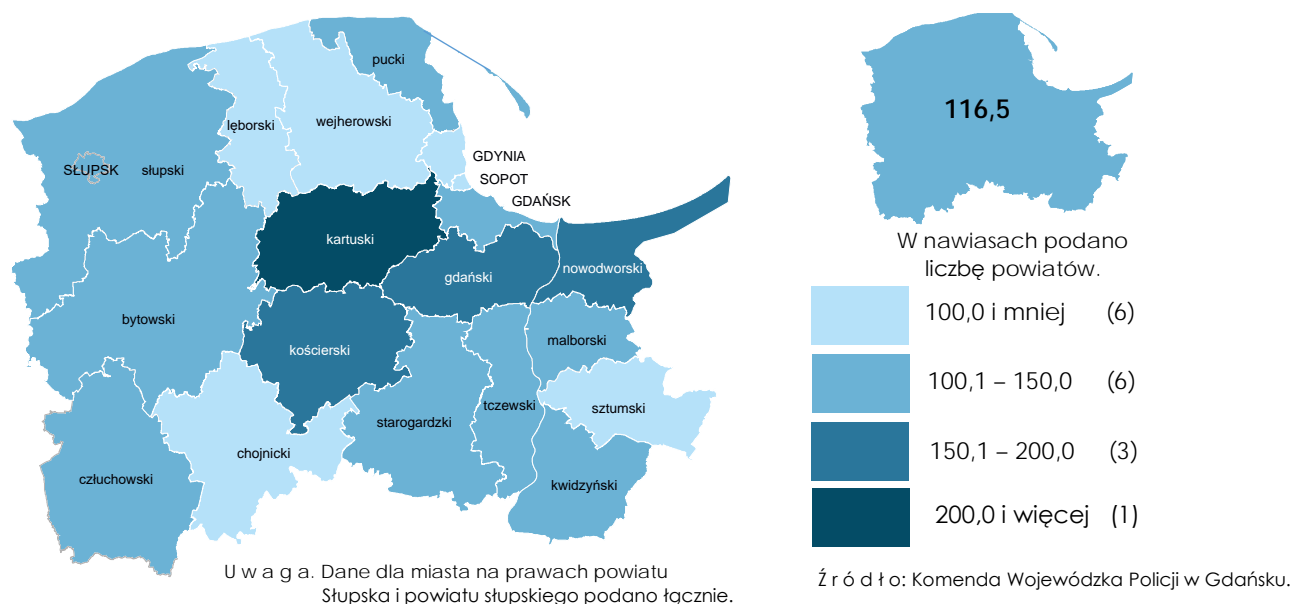 pucki
lęborski
wejherowski
GDYNIA
SŁUPSK słupski
SOPOT
GDAŃSK
kartuski
gdański
nowodworski
bytowski
kościerski
malborski
sztumski
tczewski
starogardzki
chojnicki
człuchowski
kwidzyński
U w a g a. Dane dla miasta na prawach powiatu
Słupska i powiatu słupskiego podano łącznie.
116,5
W nawiasach podano
liczbę powiatów.
100,0 i mniej (6)
100,1 – 150,0 (6)
150,1 – 200,0 (3)
200,0 i więcej (1)
Ź r ó d ł o: Komenda Wojewódzka Policji w Gdańsku.